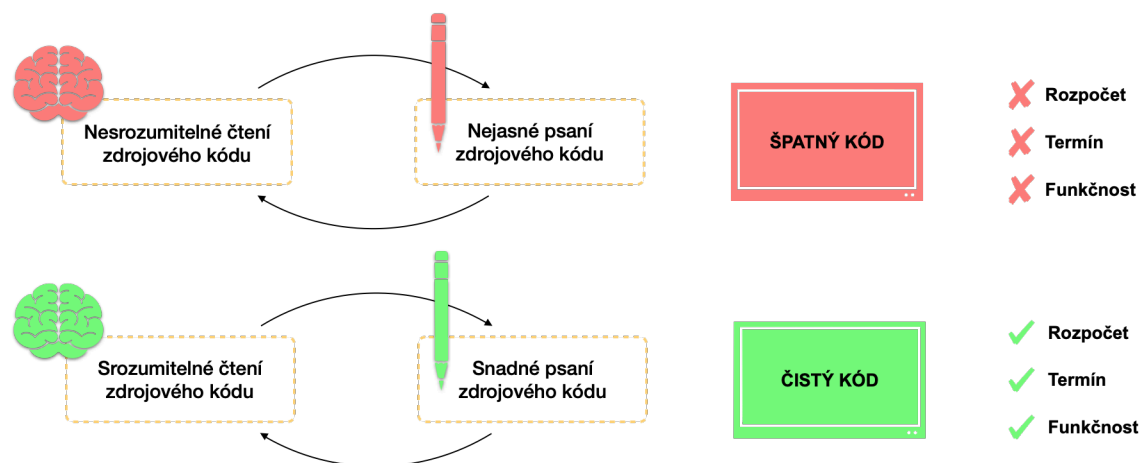 Nesrozumitelné čtení
zdrojového kódu
Nejasné psaní
zdrojového kódu
ŠPATNÝ KÓD
Rozpočet
Termín
Funkčnost
Srozumitelné čtení
zdrojového kódu
Snadné psaní
zdrojového kódu
ČISTÝ KÓD
Rozpočet
Termín
Funkčnost